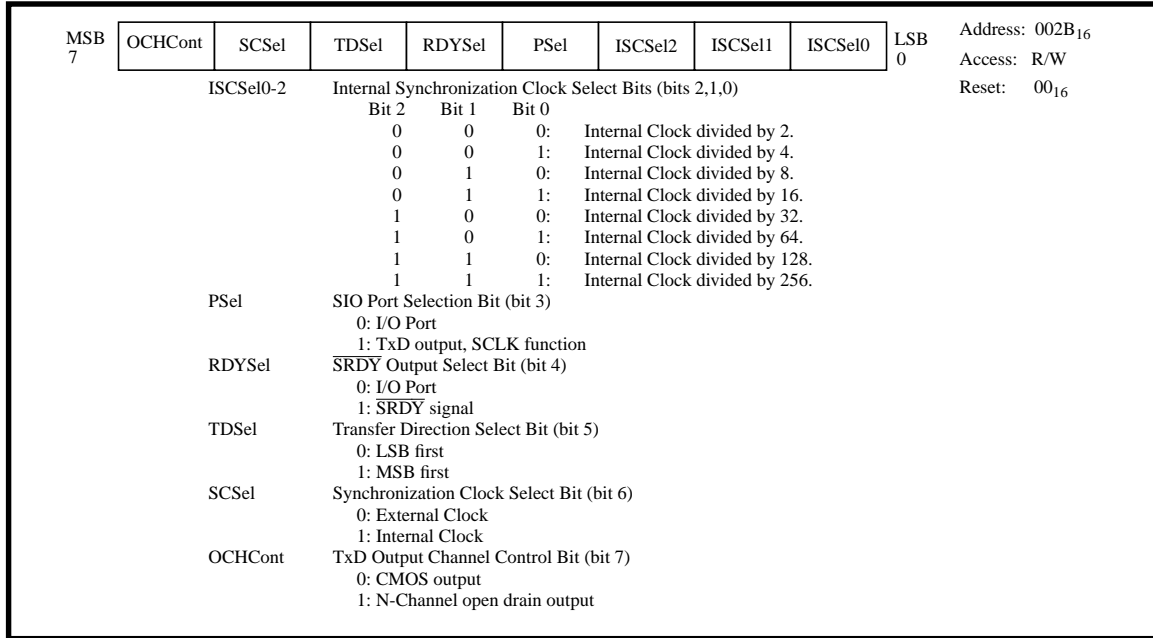 MSB 7 OCHCont SCSel TDSel RDYSel PSel ISCSel2 ISCSel1 ISCSel0 LSB 0
Address: 002B16
Access: R/W
Reset: 0016
ISCSel0-2 Internal Synchronization Clock Select Bits (bits 2,1,0)
Bit 2 Bit 1 Bit 0
0 0 0: Internal Clock divided by 2.
0 0 1: Internal Clock divided by 4.
0 1 0: Internal Clock divided by 8.
0 1 1: Internal Clock divided by 16.
1 0 0: Internal Clock divided by 32.
1 0 1: Internal Clock divided by 64.
1 1 0: Internal Clock divided by 128.
1 1 1: Internal Clock divided by 256.
PSel SIO Port Selection Bit (bit 3)
0: I/O Port
1: TxD output, SCLK function
RDYSel SRDY Output Select Bit (bit 4)
0: I/O Port
1: SRDY signal
TDSel Transfer Direction Select Bit (bit 5)
0: LSB first
1: MSB first
SCSel Synchronization Clock Select Bit (bit 6)
0: External Clock
1: Internal Clock
OCHCont TxD Output Channel Control Bit (bit 7)
0: CMOS output
1: N-Channel open drain output